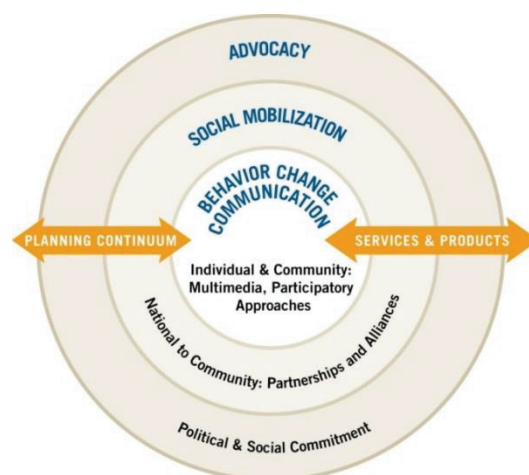 ADVOCACY
SOCIAL MOBILIZATION
BEHAVIOR CHANGE
COMMUNICATION
PLANNING CONTINUUM
SERVICES & PRODUCTS
Individual & Community:
Multimedia, Participatory
Approaches
National to Community: Partnerships and Alliances
Political & Social Commitment